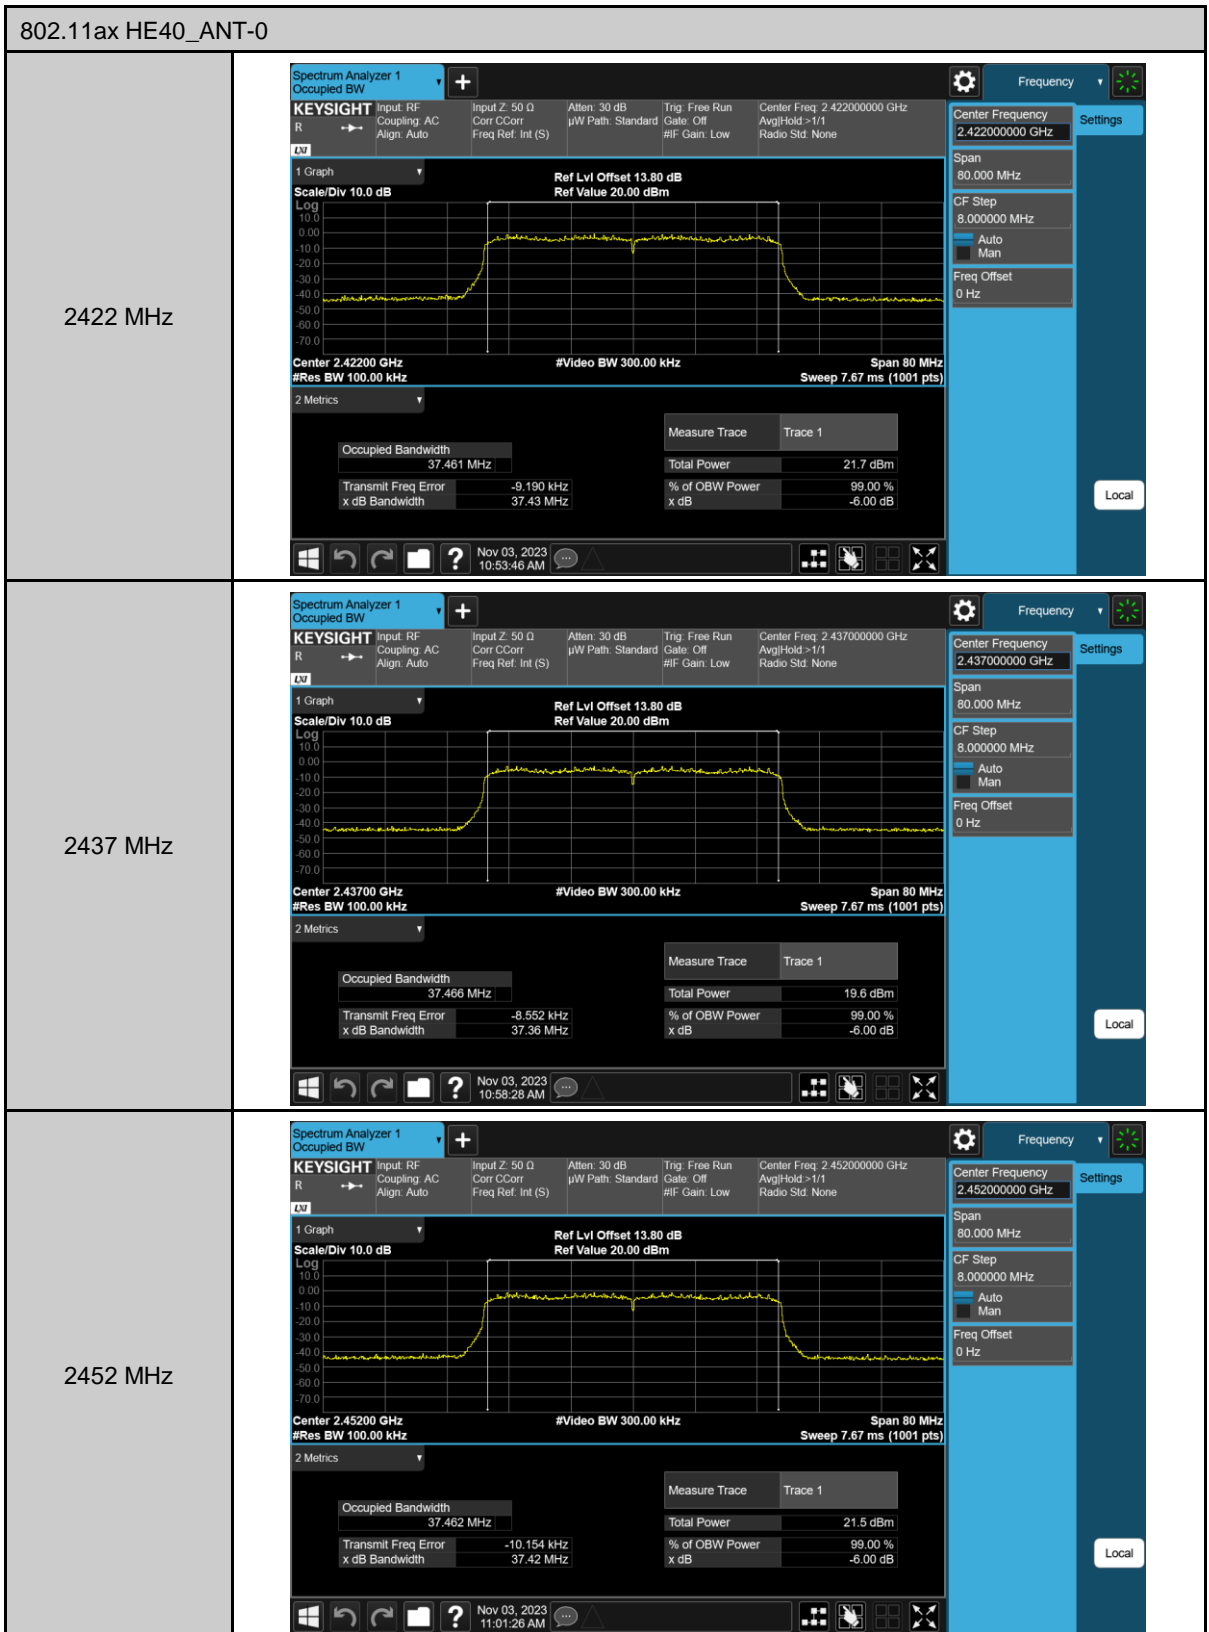 802.11ax HE40_ANT-0
2422 MHz
Spectrum Analyzer 1
Occupied BW
Frequency
KEYSIGHT
R
LXI
Input: RF
Coupling: AC
Align: Auto
Input Z: 50 Ω
Corr CCorr
Freq Ref: Int (S)
Atten: 30 dB
µW Path: Standard
Trig: Free Run
Gate: Off
#IF Gain: Low
Center Freq: 2.422000000 GHz
Avg|Hold:>1/1
Radio Std: None
Center Frequency
2.422000000 GHz
Settings
Span
80.000 MHz
CF Step
8.000000 MHz
Auto
Man
Freq Offset
0 Hz
Local
1 Graph
Scale/Div 10.0 dB
Ref Lvl Offset 13.80 dB
Ref Value 20.00 dBm
Log
10.0
0.00
-10.0
-20.0
-30.0
-40.0
-50.0
-60.0
-70.0
Center 2.42200 GHz
#Video BW 300.00 kHz
Span 80 MHz
#Res BW 100.00 kHz
Sweep 7.67 ms (1001 pts)
2 Metrics
Measure Trace Trace 1
Occupied Bandwidth
37.461 MHz
Total Power 21.7 dBm
Transmit Freq Error -9.190 kHz
% of OBW Power 99.00 %
x dB Bandwidth 37.43 MHz
x dB -6.00 dB
Nov 03, 2023
10:53:46 AM
2437 MHz
Spectrum Analyzer 1
Occupied BW
Frequency
KEYSIGHT
R
LXI
Input: RF
Coupling: AC
Align: Auto
Input Z: 50 Ω
Corr CCorr
Freq Ref: Int (S)
Atten: 30 dB
µW Path: Standard
Trig: Free Run
Gate: Off
#IF Gain: Low
Center Freq: 2.437000000 GHz
Avg|Hold:>1/1
Radio Std: None
Center Frequency
2.437000000 GHz
Settings
Span
80.000 MHz
CF Step
8.000000 MHz
Auto
Man
Freq Offset
0 Hz
Local
1 Graph
Scale/Div 10.0 dB
Ref Lvl Offset 13.80 dB
Ref Value 20.00 dBm
Log
10.0
0.00
-10.0
-20.0
-30.0
-40.0
-50.0
-60.0
-70.0
Center 2.43700 GHz
#Video BW 300.00 kHz
Span 80 MHz
#Res BW 100.00 kHz
Sweep 7.67 ms (1001 pts)
2 Metrics
Measure Trace Trace 1
Occupied Bandwidth
37.466 MHz
Total Power 19.6 dBm
Transmit Freq Error -8.552 kHz
% of OBW Power 99.00 %
x dB Bandwidth 37.36 MHz
x dB -6.00 dB
Nov 03, 2023
10:58:28 AM
2452 MHz
Spectrum Analyzer 1
Occupied BW
Frequency
KEYSIGHT
R
LXI
Input: RF
Coupling: AC
Align: Auto
Input Z: 50 Ω
Corr CCorr
Freq Ref: Int (S)
Atten: 30 dB
µW Path: Standard
Trig: Free Run
Gate: Off
#IF Gain: Low
Center Freq: 2.452000000 GHz
Avg|Hold:>1/1
Radio Std: None
Center Frequency
2.452000000 GHz
Settings
Span
80.000 MHz
CF Step
8.000000 MHz
Auto
Man
Freq Offset
0 Hz
Local
1 Graph
Scale/Div 10.0 dB
Ref Lvl Offset 13.80 dB
Ref Value 20.00 dBm
Log
10.0
0.00
-10.0
-20.0
-30.0
-40.0
-50.0
-60.0
-70.0
Center 2.45200 GHz
#Video BW 300.00 kHz
Span 80 MHz
#Res BW 100.00 kHz
Sweep 7.67 ms (1001 pts)
2 Metrics
Measure Trace Trace 1
Occupied Bandwidth
37.462 MHz
Total Power 21.5 dBm
Transmit Freq Error -10.154 kHz
% of OBW Power 99.00 %
x dB Bandwidth 37.42 MHz
x dB -6.00 dB
Nov 03, 2023
11:01:26 AM